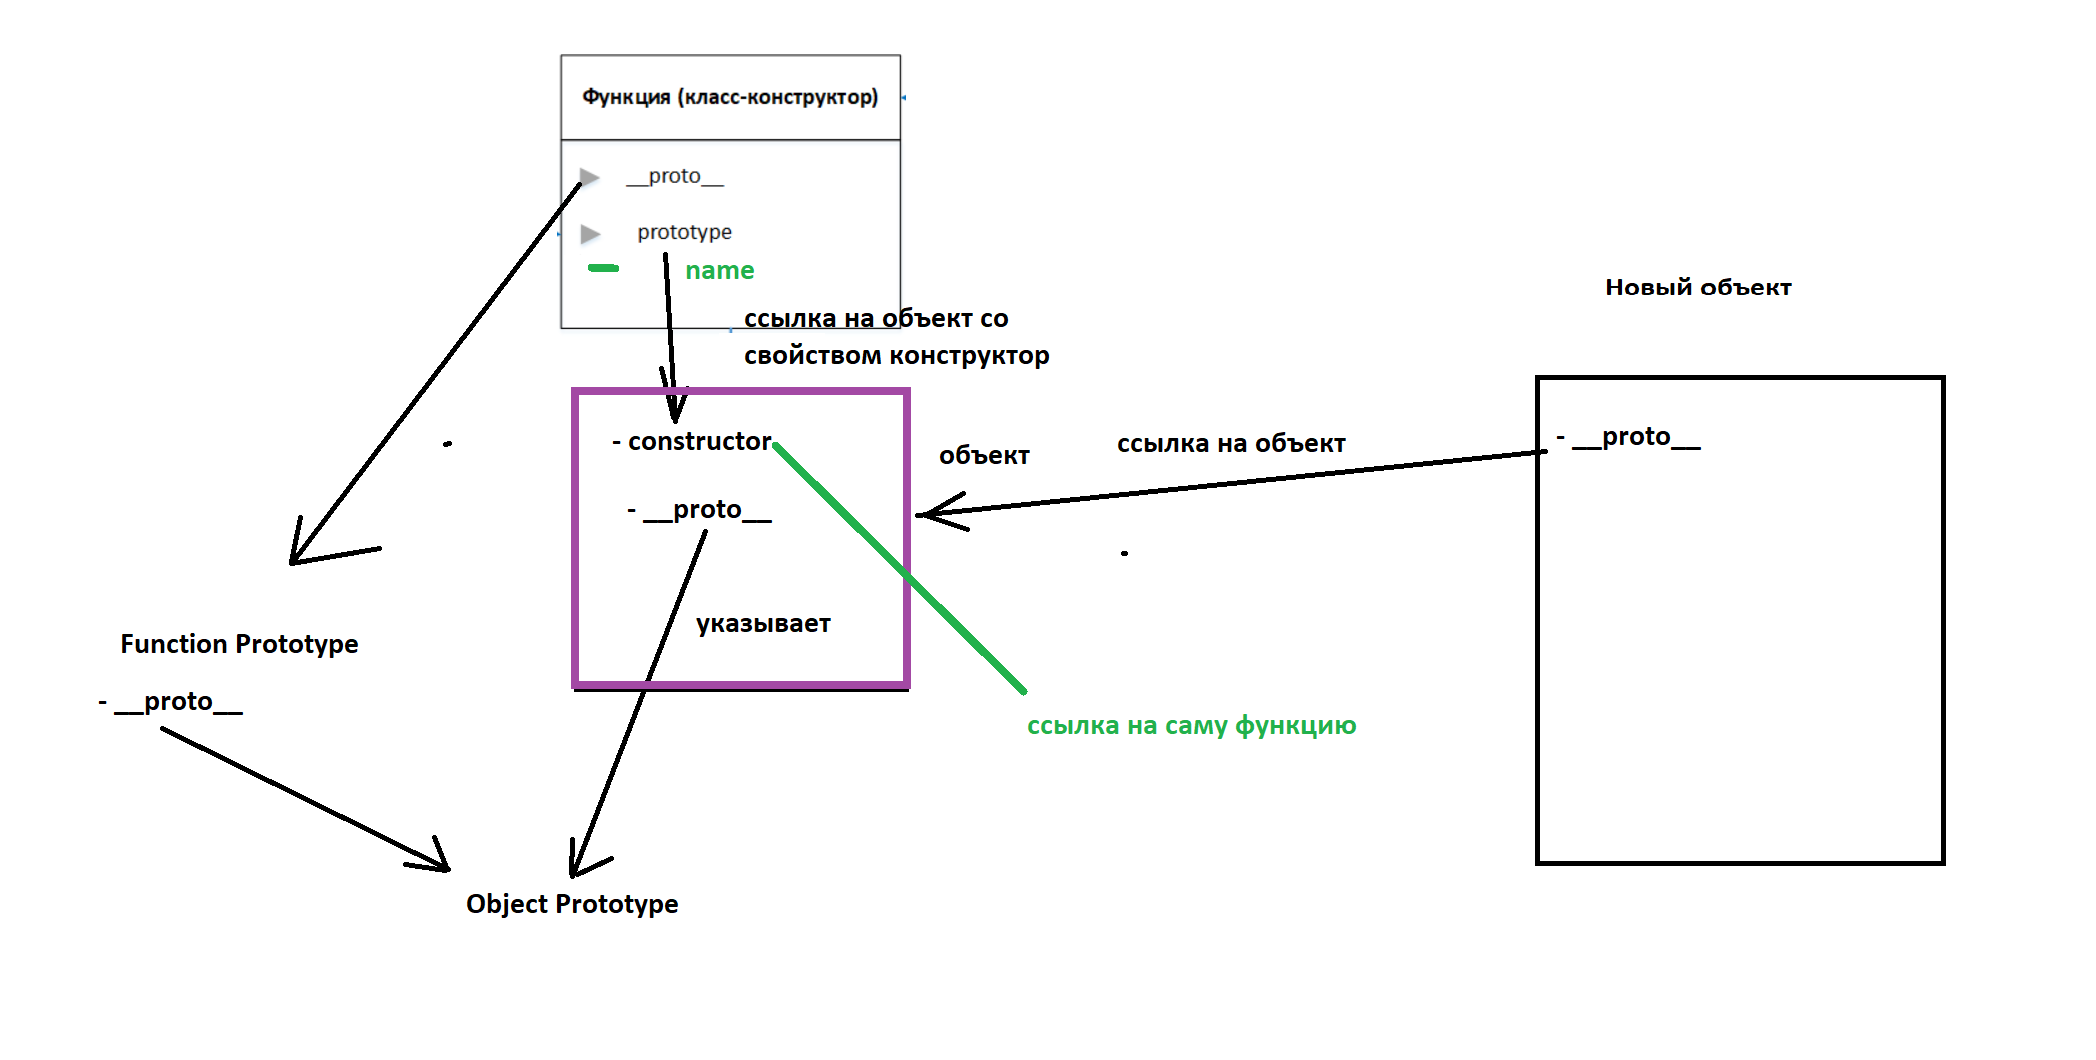 Функция (класс-конструктор)
__proto__
prototype
name
ссылка на объект со
свойством конструктор
Новый объект
- constructor
объект
ссылка на объект
- __proto__
- __proto__
указывает
Function Prototype
- __proto__
ссылка на саму функцию
Object Prototype